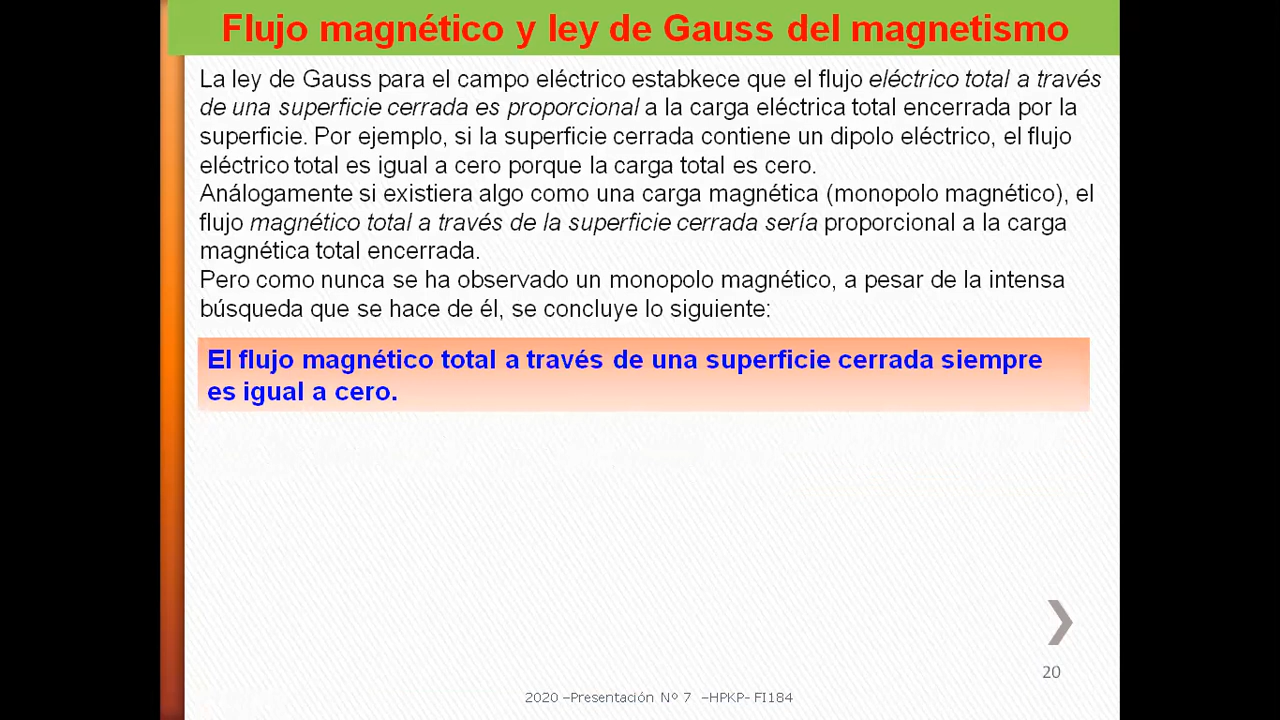 Flujo magnético y ley de Gauss del magnetismo
La ley de Gauss para el campo eléctrico estabkece que el flujo eléctrico total a través
de una superficie cerrada es proporcional a la carga eléctrica total encerrada por la
superficie. Por ejemplo, si la superficie cerrada contiene un dipolo eléctrico, el flujo
eléctrico total es igual a cero porque la carga total es cero.
Análogamente si existiera algo como una carga magnética (monopolo magnético), el
flujo magnético total a través de la superficie cerrada sería proporcional a la carga
magnética total encerrada.
Pero como nunca se ha observado un monopolo magnético, a pesar de la intensa
búsqueda que se hace de él, se concluye lo siguiente:
El flujo magnético total a través de una superficie cerrada siempre
es igual a cero.
20
2020 –Presentación Nº 7 –HPKP- FI184